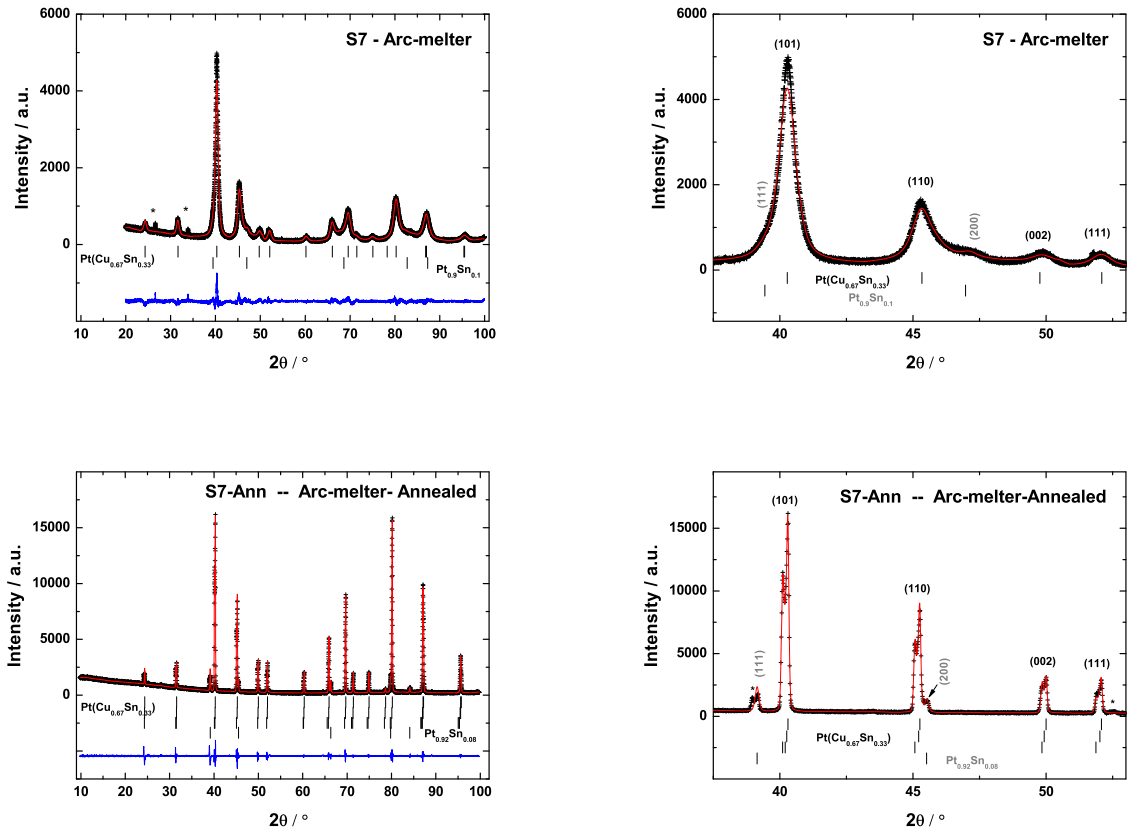 S7 - Arc-melter
Intensity / a.u.
6000
4000
2000
0
*
*
Pt(Cu0.67Sn0.33)
Pt0.9Sn0.1
10 20 30 40 50 60 70 80 90 100
2θ / °
S7 - Arc-melter
Intensity / a.u.
6000
4000
2000
0
(111)
(101)
(110)
(200)
(002)
(111)
Pt(Cu0.67Sn0.33)
Pt0.9Sn0.1
40 45 50
2θ / °
S7-Ann -- Arc-melter- Annealed
Intensity / a.u.
15000
10000
5000
0
Pt(Cu0.67Sn0.33)
Pt0.92Sn0.08
10 20 30 40 50 60 70 80 90 100
2θ / °
S7-Ann -- Arc-melter-Annealed
Intensity / a.u.
15000
10000
5000
0
*
(111)
(101)
(110)
(200)
(002)
(111)
*
Pt(Cu0.67Sn0.33)
Pt0.92Sn0.08
40 45 50
2θ / °